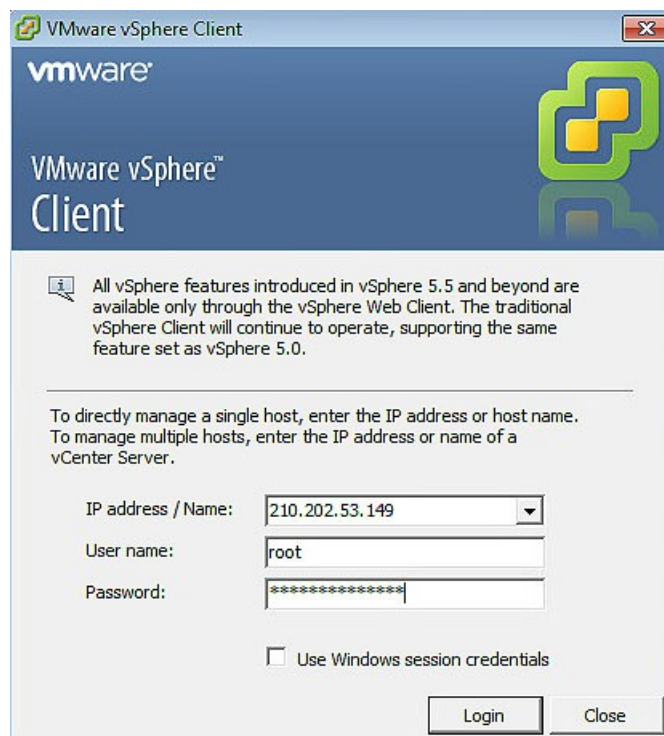 VMware vSphere Client
vmware®
VMware vSphere™
Client
All vSphere features introduced in vSphere 5.5 and beyond are
available only through the vSphere Web Client. The traditional
vSphere Client will continue to operate, supporting the same
feature set as vSphere 5.0.
To directly manage a single host, enter the IP address or host name.
To manage multiple hosts, enter the IP address or name of a
vCenter Server.
IP address / Name: 210.202.53.149
User name: root
Password: **************
Use Windows session credentials
Login Close